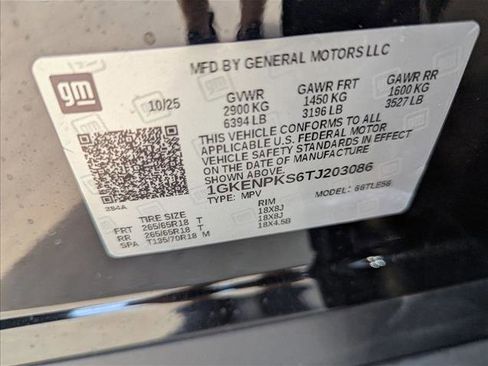 MFD BY GENERAL MOTORS LLC
gm
10/25
GVWR GAWR FRT GAWR RR
2900 KG 1450 KG 1600 KG
6394 LB 3196 LB 3527 LB
THIS VEHICLE CONFORMS TO ALL
APPLICABLE U.S. FEDERAL MOTOR
VEHICLE SAFETY STANDARDS IN EFFECT
ON THE DATE OF MANUFACTURE
1GKENPKS6TJ203086
TYPE: MPV MODEL: 66TLE56
284A
TIRE SIZE RIM
FRT 265/65R18 T 18X8J
RR 265/65R18 T 18X8J
SPA T135/70R18 M 18X4.5B